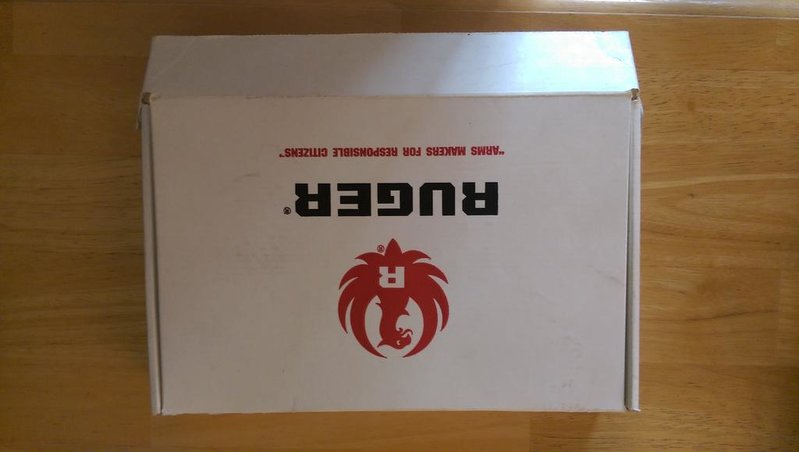 "ARMS MAKERS FOR RESPONSIBLE CITIZENS"
RUGER®
R®